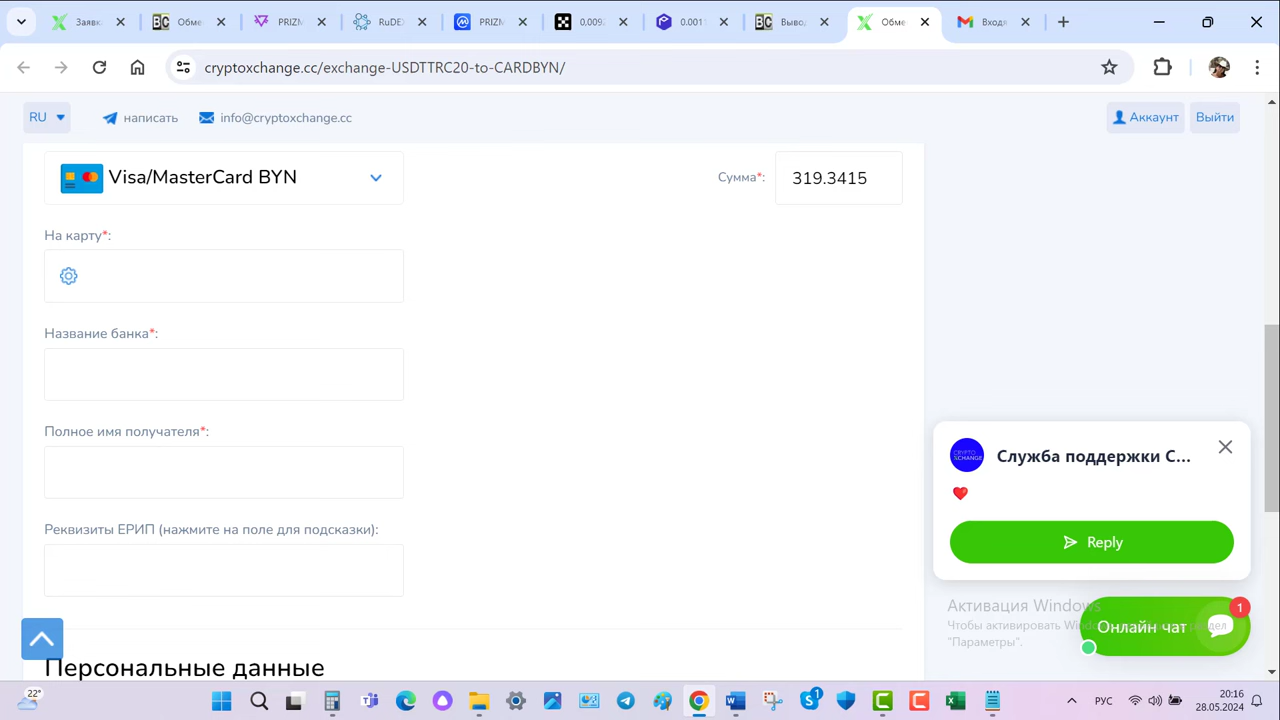 Заявк
Обме
PRIZM
RuDEX
PRIZM
0,009
0.001
Вывод
Обме
Входя
cryptoxchange.cc/exchange-USDTTRC20-to-CARDBYN/
RU написать info@cryptoxchange.cc Аккаунт Выйти
Visa/MasterCard BYN Сумма*: 319.3415
На карту*:
Название банка*:
Полное имя получателя*:
Реквизиты ЕРИП (нажмите на поле для подсказки):
Персональные данные
CRYPTO
XCHANGE
Служба поддержки С...
Reply
Активация Windows
Чтобы активировать Wind
"Параметры".
Онлайн чат
1
22°
1
РУС
20:16
28.05.2024